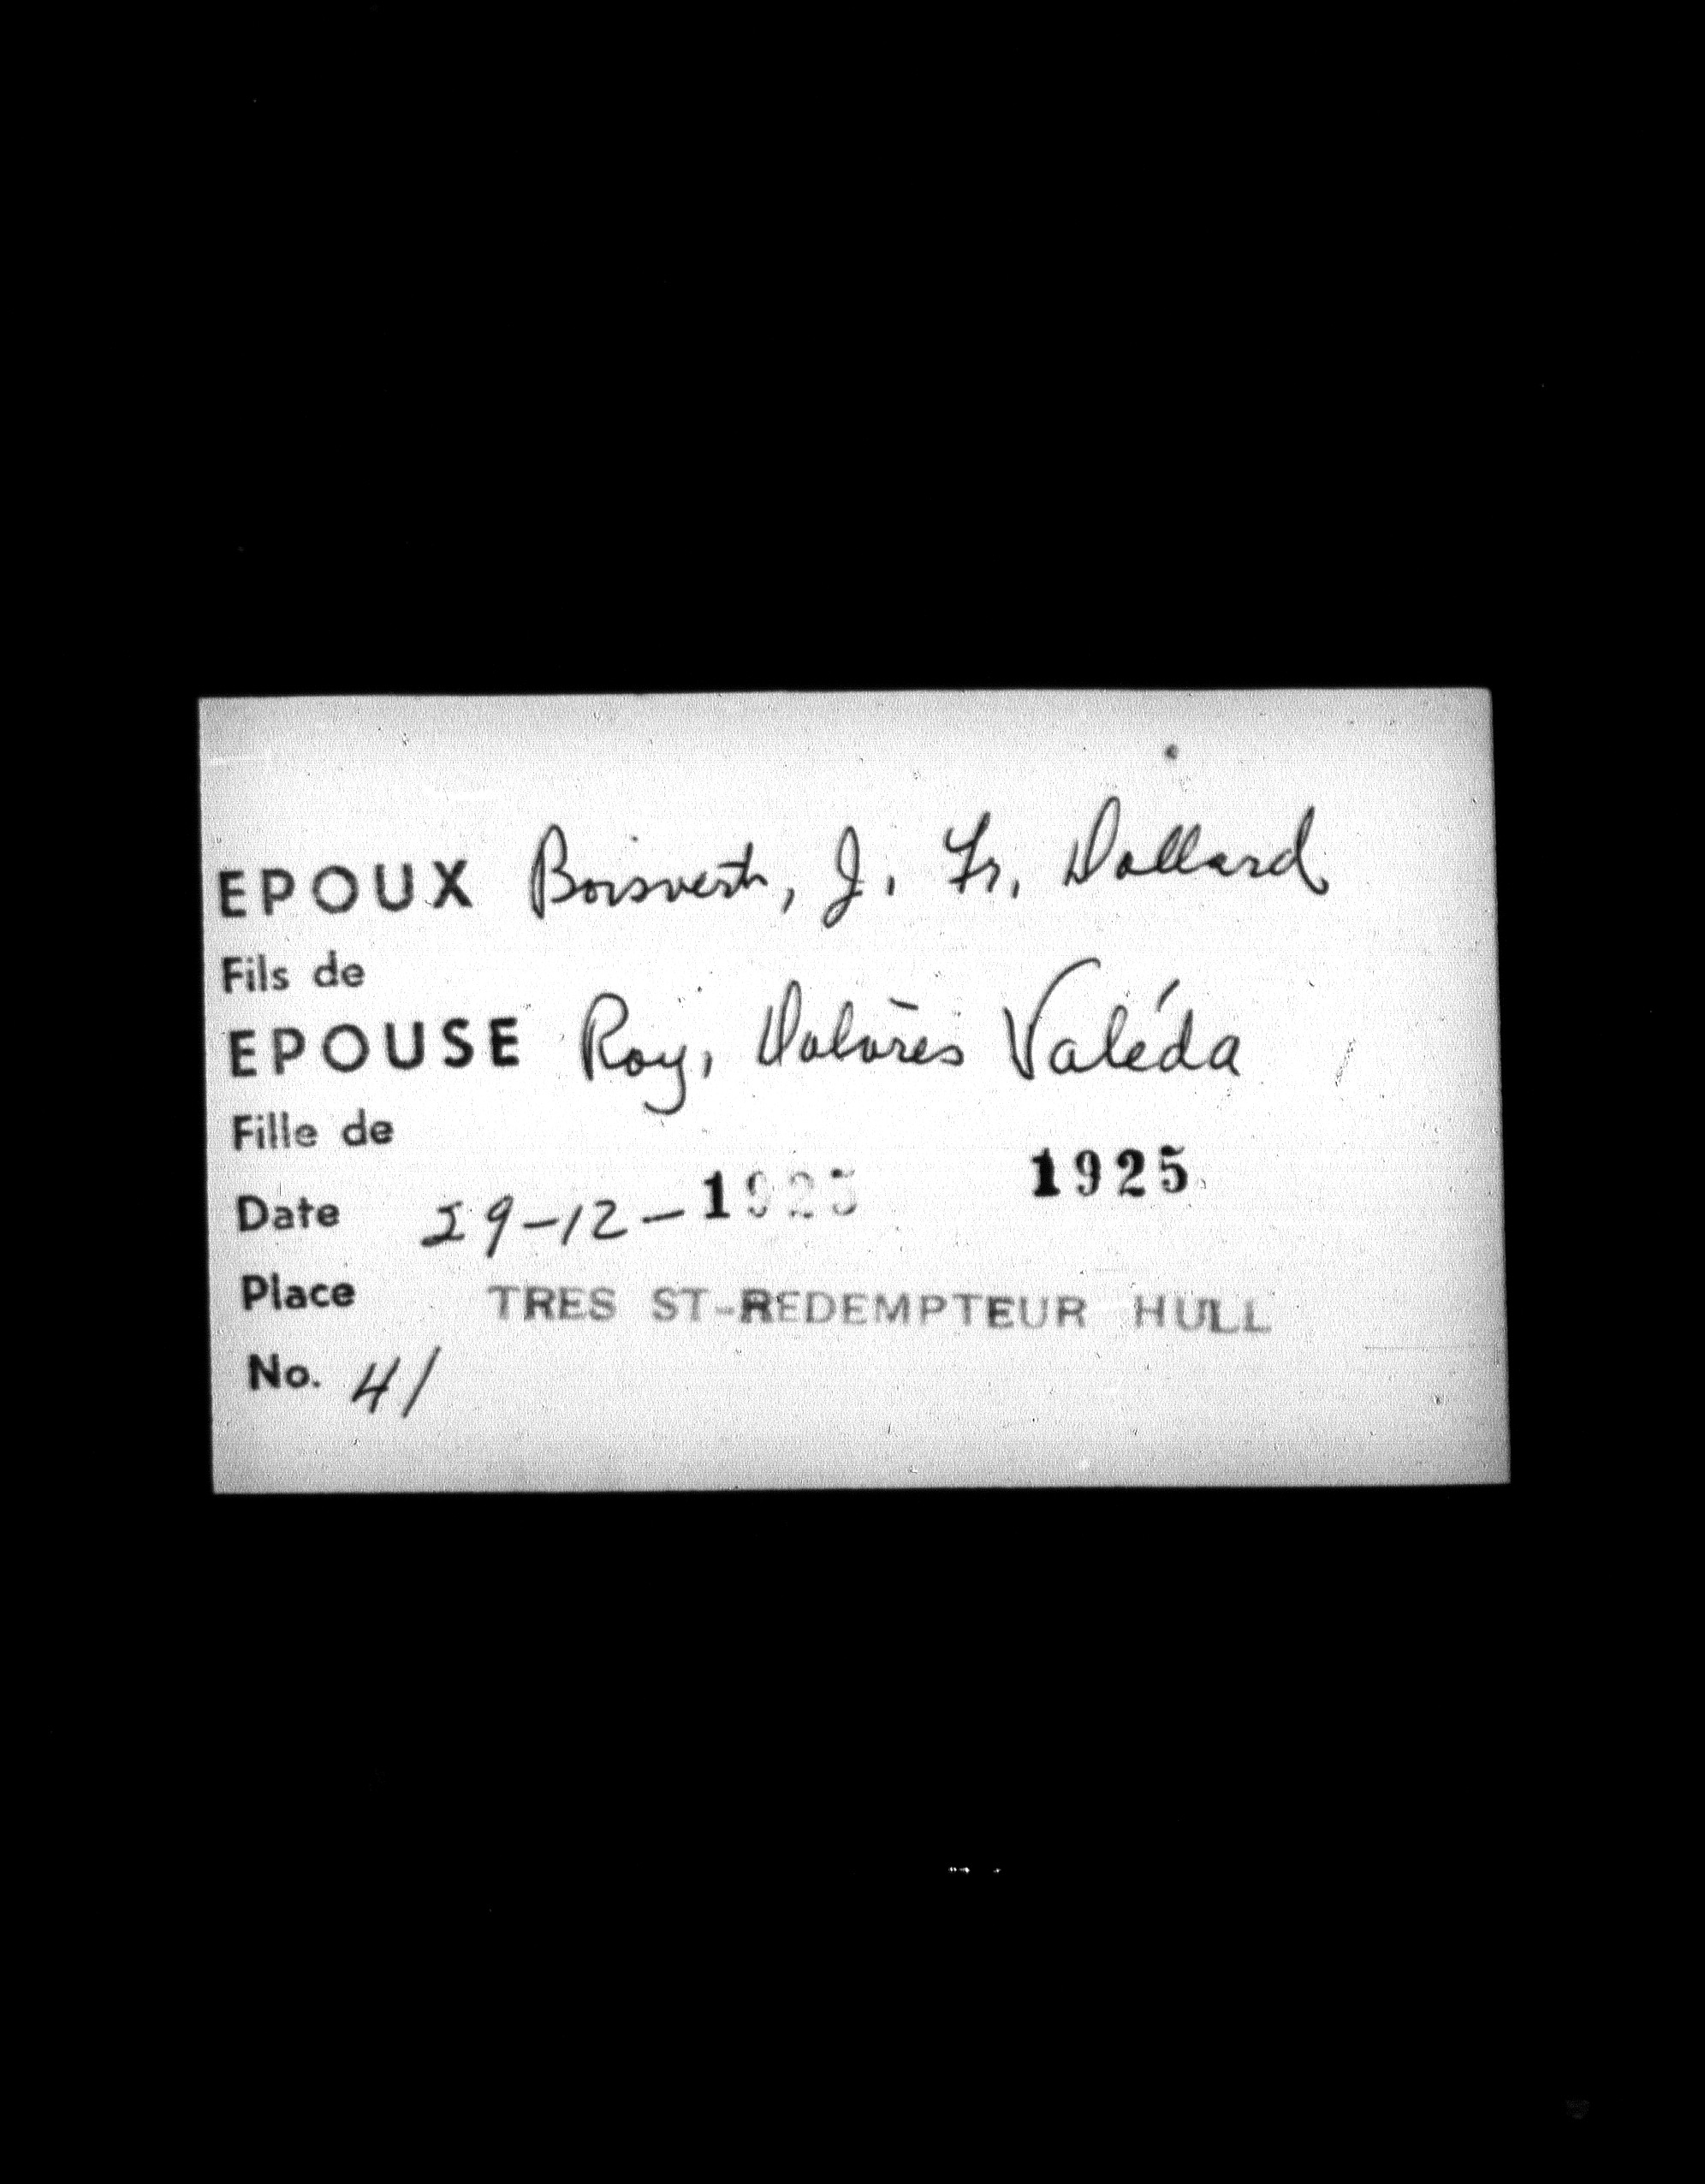 EPOUX Boisvert, J. Fr. Dollard
Fils de
EPOUSE Roy, Dolorès Valéda
Fille de
Date 29-12-1925 1925
Place TRES ST-REDEMPTEUR HULL
No. 41